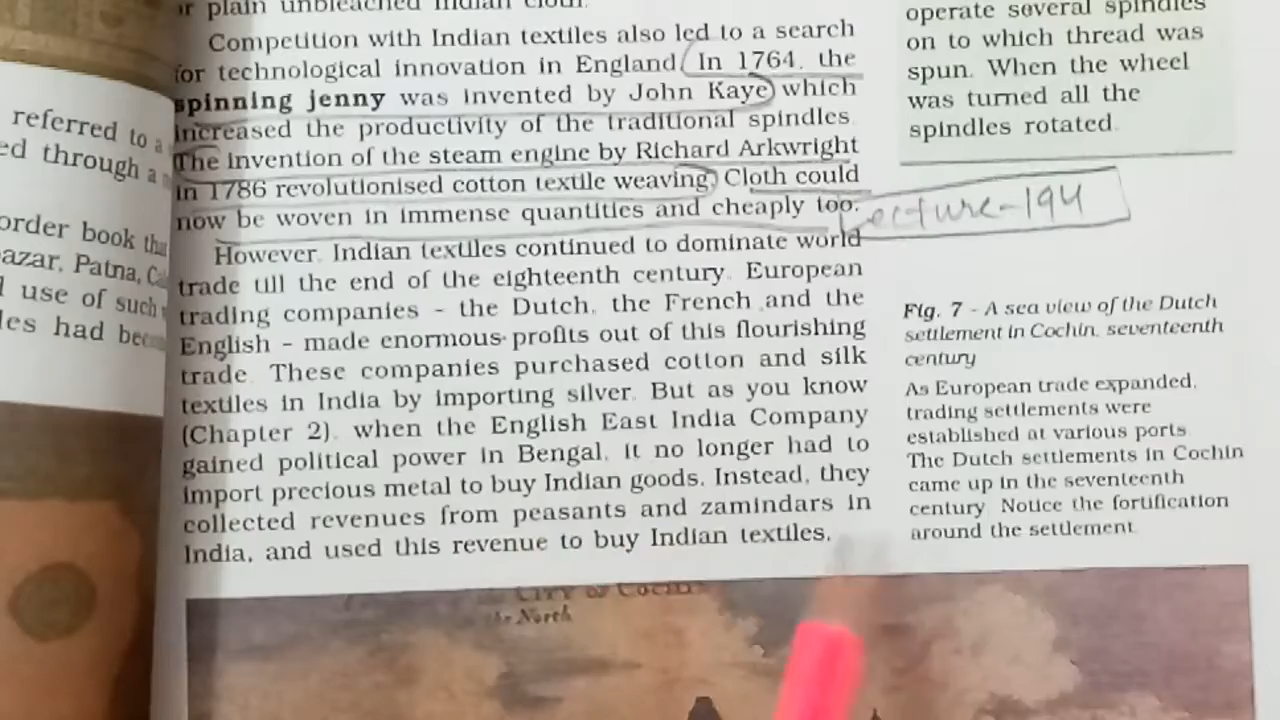 r plain unbleached Indian cloth.
Competition with Indian textiles also led to a search
for technological innovation in England. In 1764, the
spinning jenny was invented by John Kaye which
increased the productivity of the traditional spindles.
The invention of the steam engine by Richard Arkwright
in 1786 revolutionised cotton textile weaving. Cloth could
now be woven in immense quantities and cheaply too.
However, Indian textiles continued to dominate world
trade till the end of the eighteenth century. European
trading companies – the Dutch, the French and the
English – made enormous profits out of this flourishing
trade. These companies purchased cotton and silk
textiles in India by importing silver. But as you know
(Chapter 2), when the English East India Company
gained political power in Bengal, it no longer had to
import precious metal to buy Indian goods. Instead, they
collected revenues from peasants and zamindars in
India, and used this revenue to buy Indian textiles.
operate several spindles
on to which thread was
spun. When the wheel
was turned all the
spindles rotated.
Lecture-194
Fig. 7 – A sea view of the Dutch
settlement in Cochin, seventeenth
century
As European trade expanded,
trading settlements were
established at various ports.
The Dutch settlements in Cochin
came up in the seventeenth
century. Notice the fortification
around the settlement.
referred to a
ed through a
order book tha
azar, Patna, Ca
use of such
les had bec
CITY of COCHIN
the North